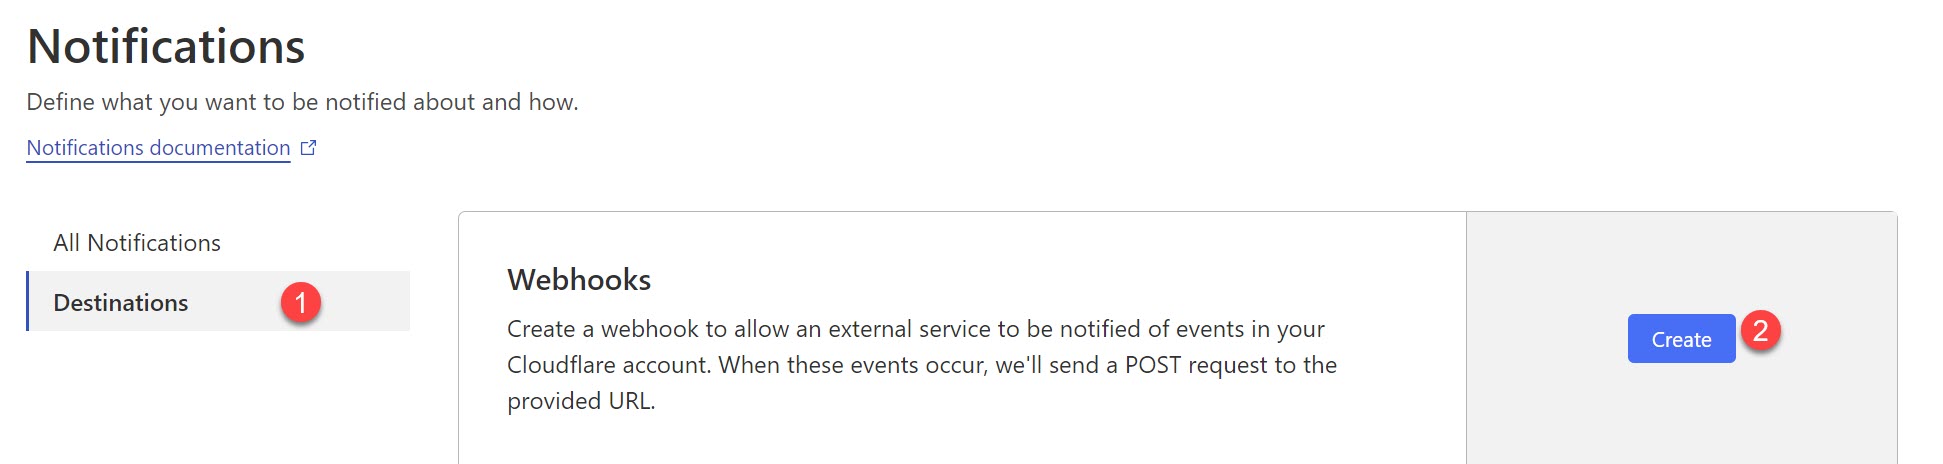 Notifications
Define what you want to be notified about and how.
Notifications documentation
All Notifications
Destinations
1
Webhooks
Create a webhook to allow an external service to be notified of events in your
Cloudflare account. When these events occur, we'll send a POST request to the
provided URL.
Create
2